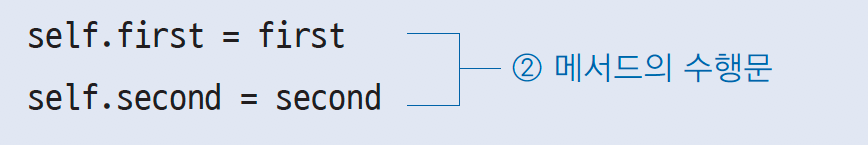 self.first = first
② 메서드의 수행문
self.second = second